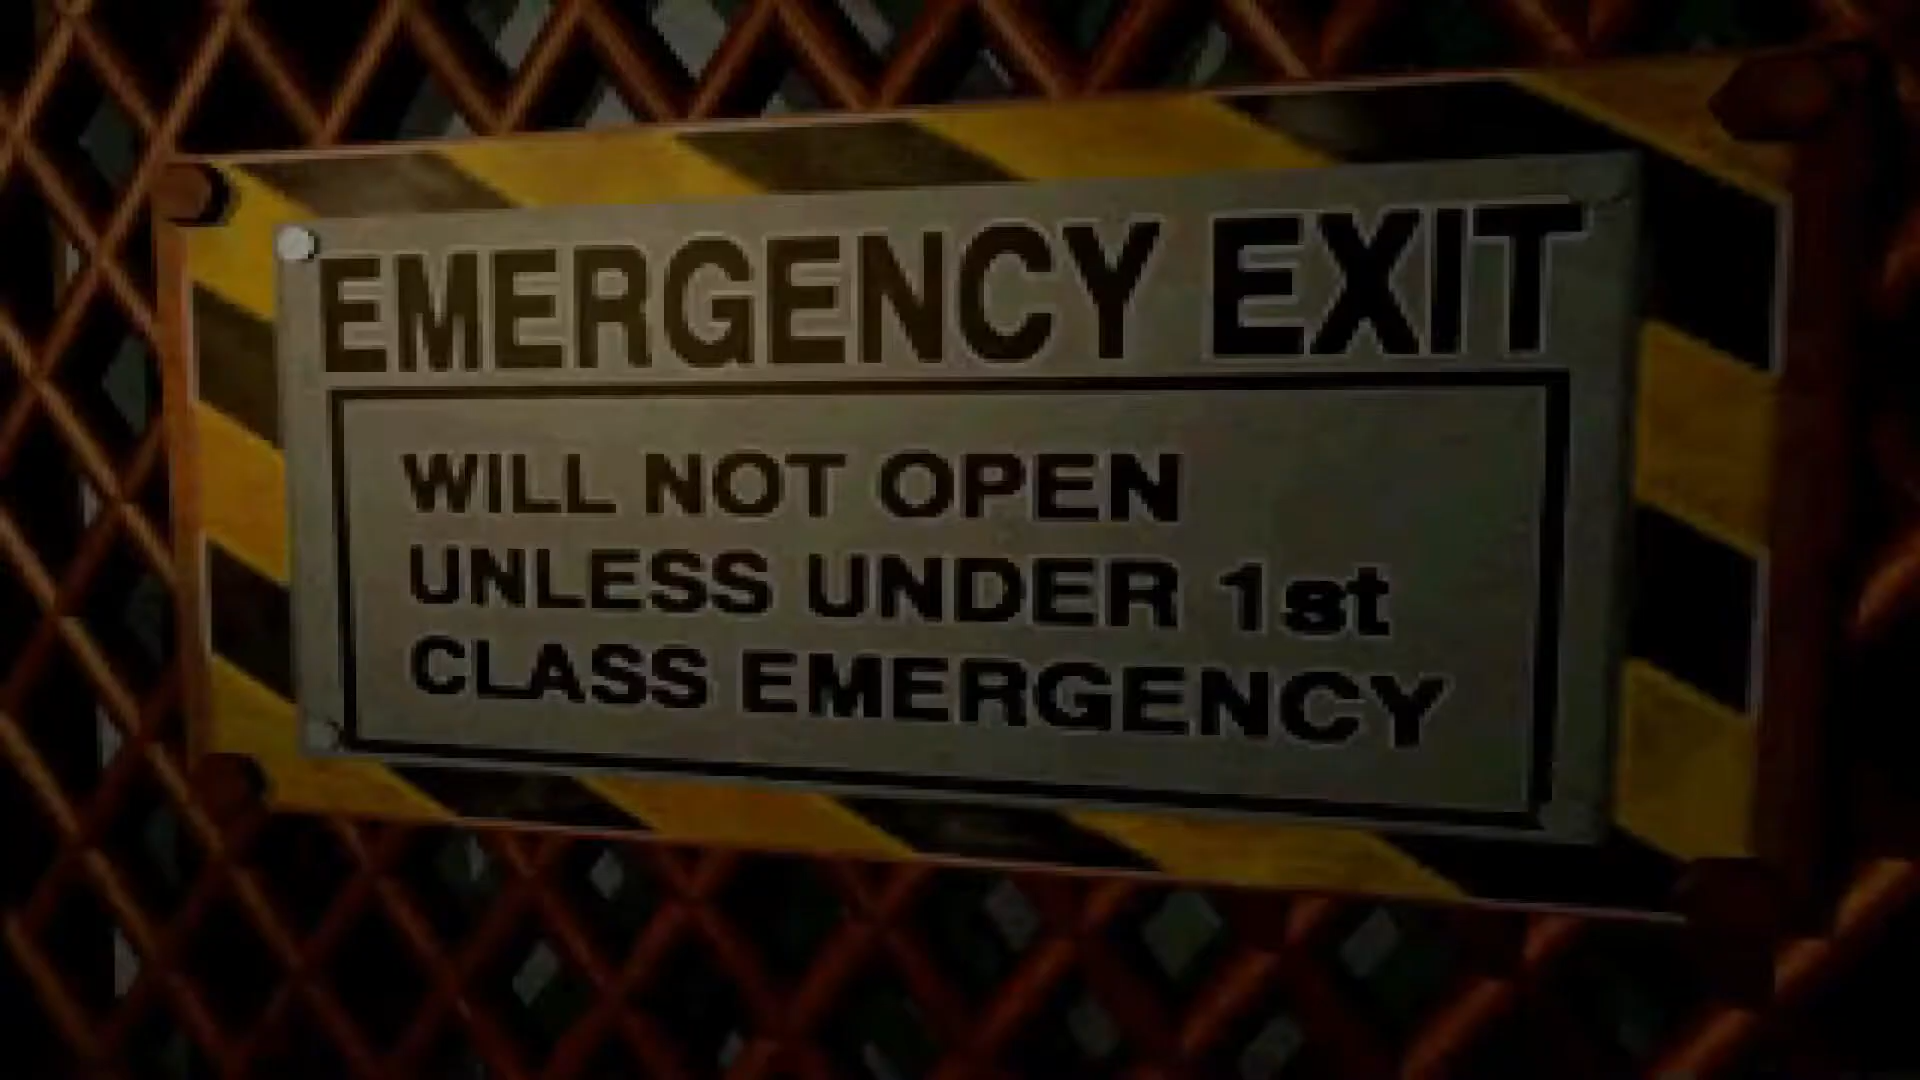 EMERGENCY EXIT
WILL NOT OPEN
UNLESS UNDER 1st
CLASS EMERGENCY